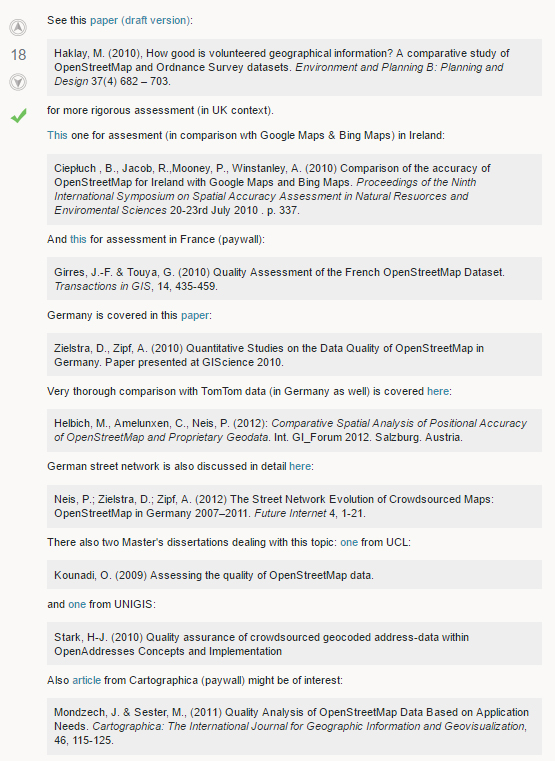 See this paper (draft version):
18
Haklay, M. (2010), How good is volunteered geographical information? A comparative study of
OpenStreetMap and Ordnance Survey datasets. Environment and Planning B: Planning and
Design 37(4) 682 – 703.
for more rigorous assessment (in UK context).
This one for assesment (in comparison wth Google Maps & Bing Maps) in Ireland:
Ciepłuch , B., Jacob, R.,Mooney, P., Winstanley, A. (2010) Comparison of the accuracy of
OpenStreetMap for Ireland with Google Maps and Bing Maps. Proceedings of the Ninth
International Symposium on Spatial Accuracy Assessment in Natural Resuorces and
Enviromental Sciences 20-23rd July 2010 . p. 337.
And this for assessment in France (paywall):
Girres, J.-F. & Touya, G. (2010) Quality Assessment of the French OpenStreetMap Dataset.
Transactions in GIS, 14, 435-459.
Germany is covered in this paper:
Zielstra, D., Zipf, A. (2010) Quantitative Studies on the Data Quality of OpenStreetMap in
Germany. Paper presented at GIScience 2010.
Very thorough comparison with TomTom data (in Germany as well) is covered here:
Helbich, M., Amelunxen, C., Neis, P. (2012): Comparative Spatial Analysis of Positional Accuracy
of OpenStreetMap and Proprietary Geodata. Int. GI_Forum 2012. Salzburg. Austria.
German street network is also discussed in detail here:
Neis, P.; Zielstra, D.; Zipf, A. (2012) The Street Network Evolution of Crowdsourced Maps:
OpenStreetMap in Germany 2007–2011. Future Internet 4, 1-21.
There also two Master's dissertations dealing with this topic: one from UCL:
Kounadi, O. (2009) Assessing the quality of OpenStreetMap data.
and one from UNIGIS:
Stark, H-J. (2010) Quality assurance of crowdsourced geocoded address-data within
OpenAddresses Concepts and Implementation
Also article from Cartographica (paywall) might be of interest:
Mondzech, J. & Sester, M., (2011) Quality Analysis of OpenStreetMap Data Based on Application
Needs. Cartographica: The International Journal for Geographic Information and Geovisualization,
46, 115-125.